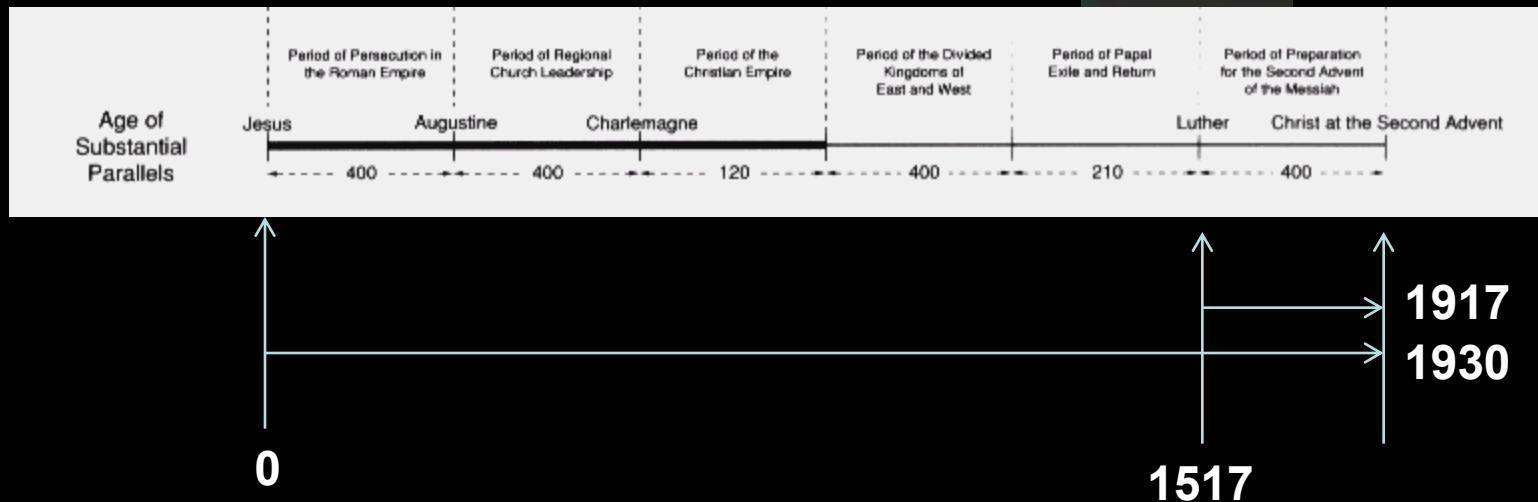 Period of Persecution in
the Roman Empire
Period of Regional
Church Leadership
Period of the
Christian Empire
Period of the Divided
Kingdoms of
East and West
Period of Papal
Exile and Return
Period of Preparation
for the Second Advent
of the Messiah
Age of
Substantial
Parallels
Jesus
Augustine
Charlemagne
Luther
Christ at the Second Advent
400
400
120
400
210
400
1917
1930
0
1517